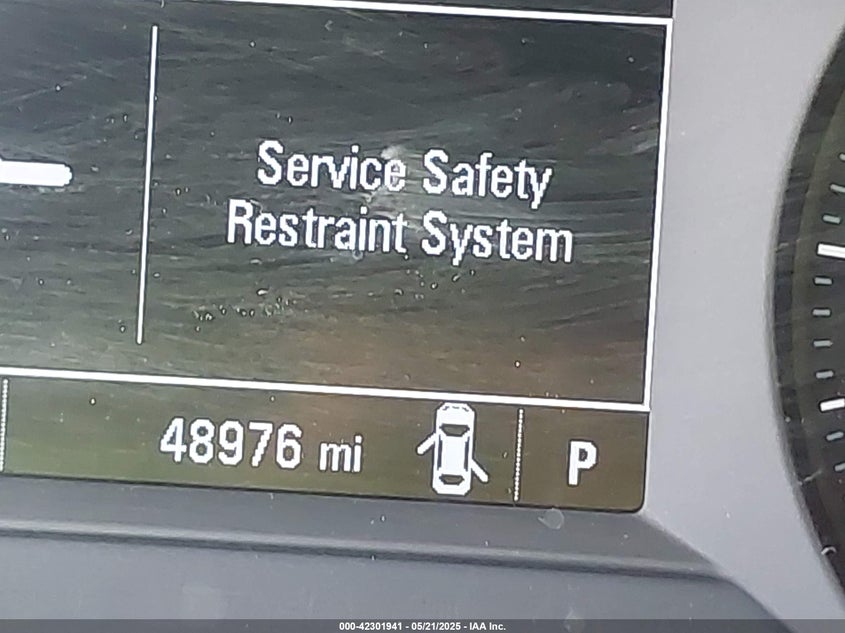 Service Safety
Restraint System
48976 mi
P
000-42301941 - 05/21/2025 - IAA Inc.